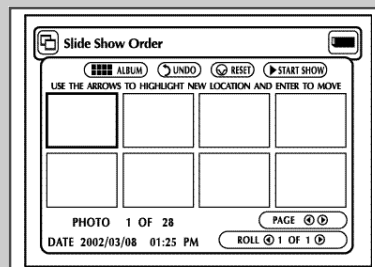 Slide Show Order
ALBUM UNDO RESET START SHOW
USE THE ARROWS TO HIGHLIGHT NEW LOCATION AND ENTER TO MOVE
PHOTO 1 OF 28 PAGE
DATE 2002/03/08 01:25 PM ROLL 1 OF 1